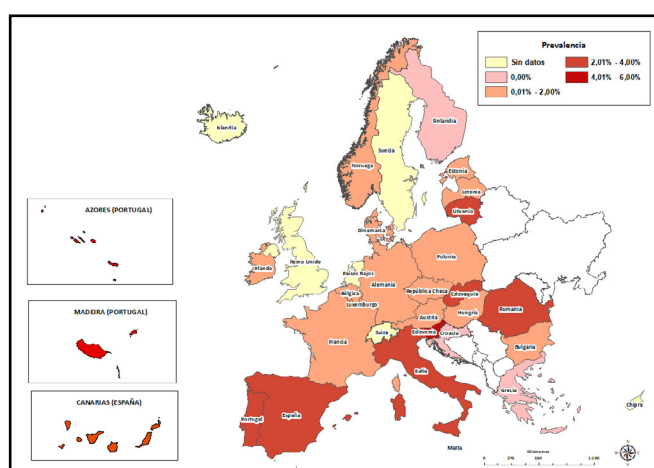 Prevalencia
Sin datos
0,00%
0,01% - 2,00%
2,01% - 4,00%
4,01% - 6,00%
Islandia
Finlandia
Suecia
Noruega
Estonia
Letonia
Lituania
Dinamarca
AZORES (PORTUGAL)
Irlanda
Reino Unido
Países Bajos
Polonia
Alemania
Bélgica
Luxemburgo
República Checa
Eslovaquia
MADEIRA (PORTUGAL)
Austria
Hungría
Rumania
Suiza
Eslovenia
Croacia
Francia
Bulgaria
Italia
CANARIAS (ESPAÑA)
Grecia
Portugal
España
Chipre
Malta